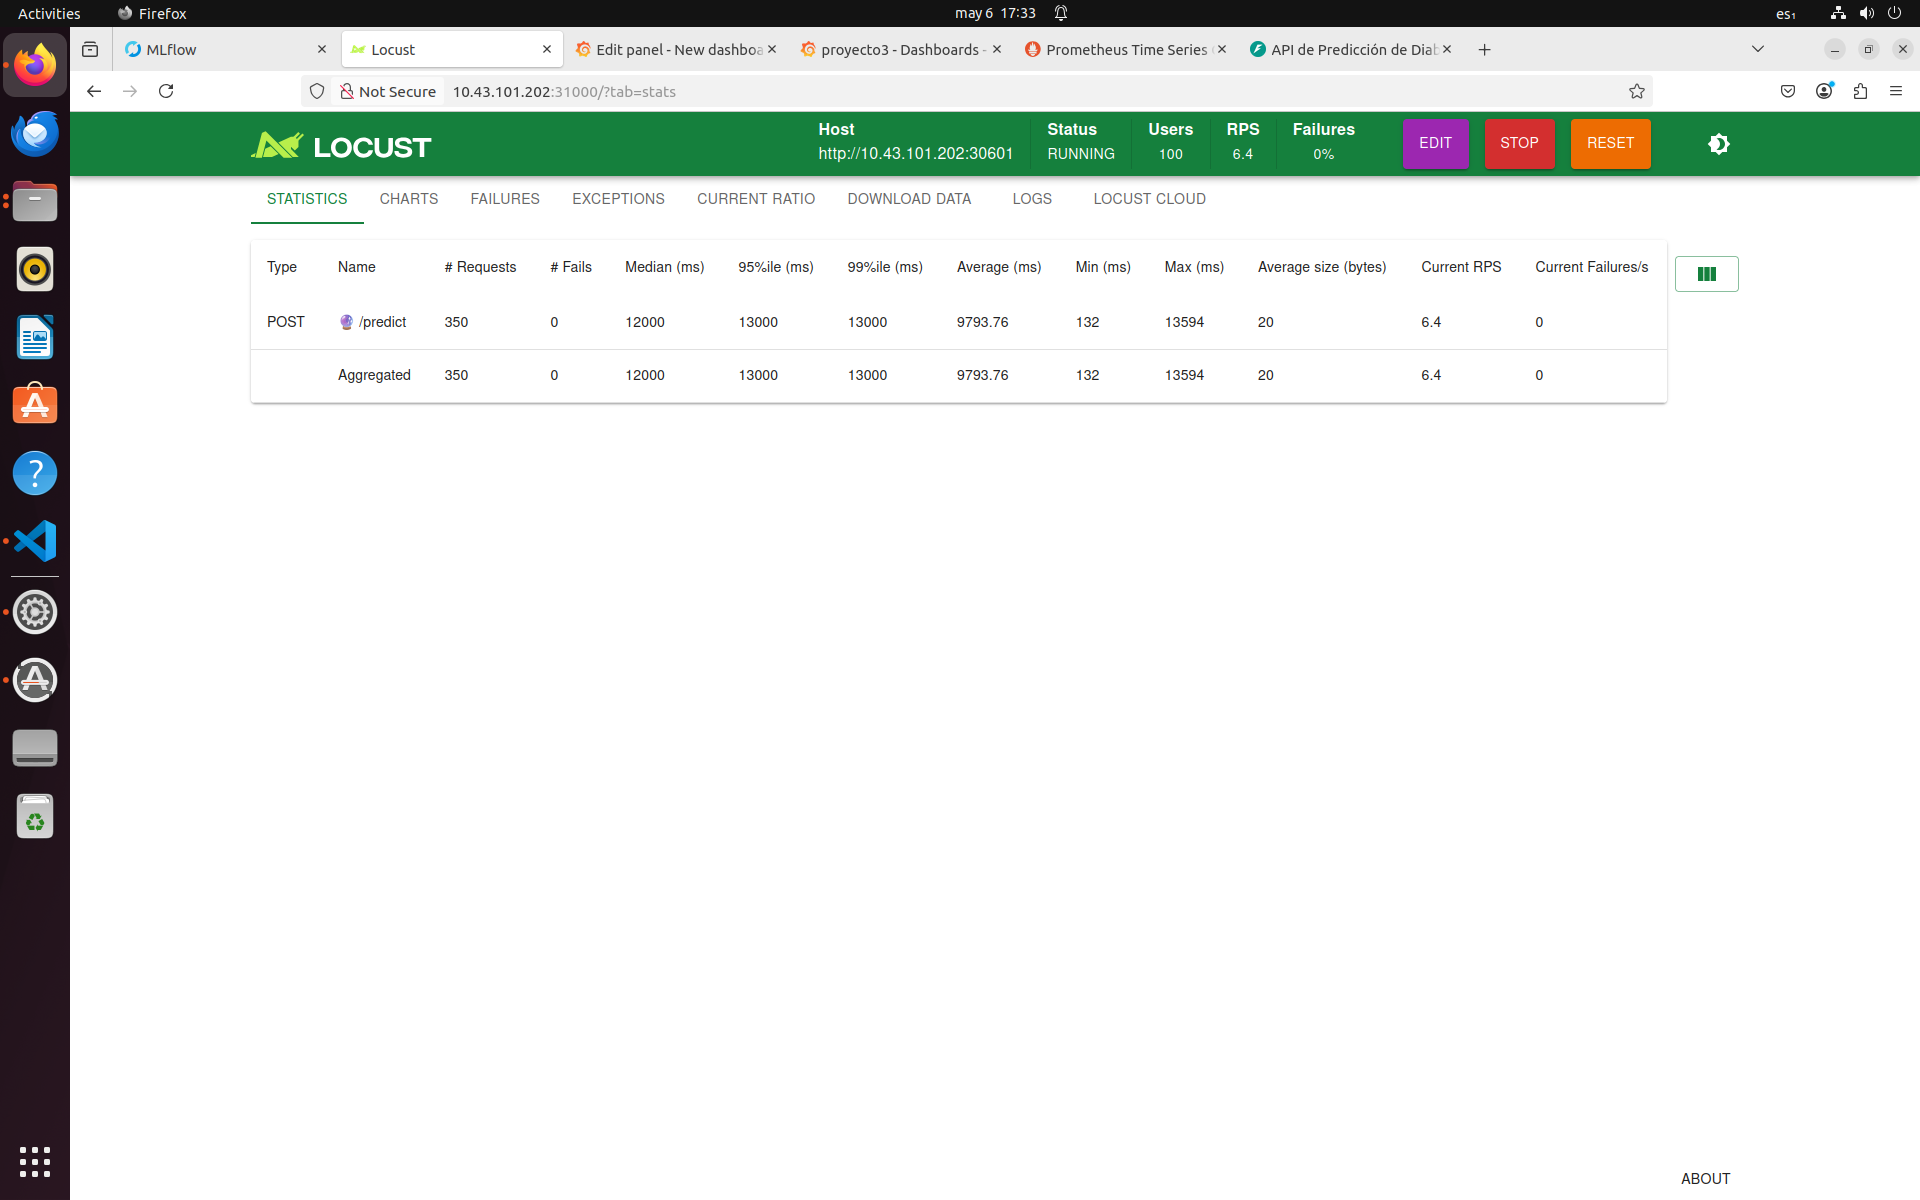 Activities Firefox may 6 17:33 es₁
MLflow Locust Edit panel - New dashboa proyecto3 - Dashboards - Prometheus Time Series API de Predicción de Diab
Not Secure 10.43.101.202:31000/?tab=stats
LOCUST
Host Status Users RPS Failures
http://10.43.101.202:30601 RUNNING 100 6.4 0%
EDIT STOP RESET
STATISTICS CHARTS FAILURES EXCEPTIONS CURRENT RATIO DOWNLOAD DATA LOGS LOCUST CLOUD
Type Name # Requests # Fails Median (ms) 95%ile (ms) 99%ile (ms) Average (ms) Min (ms) Max (ms) Average size (bytes) Current RPS Current Failures/s
POST 🔮 /predict 350 0 12000 13000 13000 9793.76 132 13594 20 6.4 0
Aggregated 350 0 12000 13000 13000 9793.76 132 13594 20 6.4 0
ABOUT